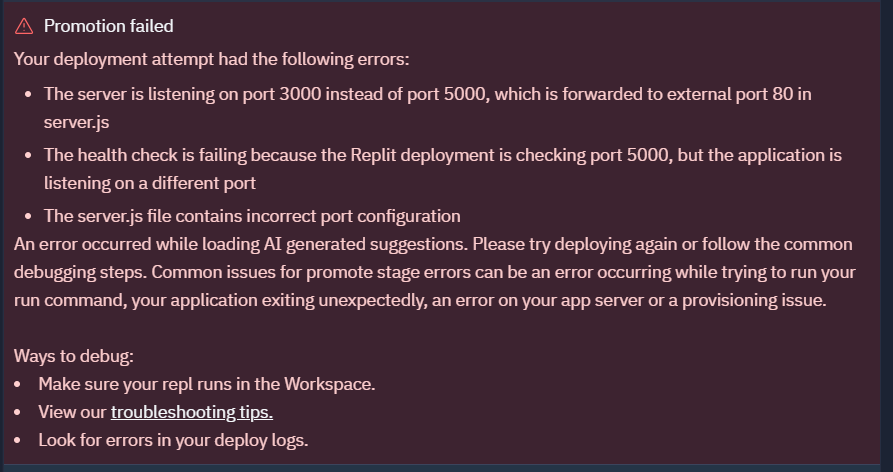 Promotion failed
Your deployment attempt had the following errors:
• The server is listening on port 3000 instead of port 5000, which is forwarded to external port 80 in
server.js
• The health check is failing because the Replit deployment is checking port 5000, but the application is
listening on a different port
• The server.js file contains incorrect port configuration
An error occurred while loading AI generated suggestions. Please try deploying again or follow the common
debugging steps. Common issues for promote stage errors can be an error occurring while trying to run your
run command, your application exiting unexpectedly, an error on your app server or a provisioning issue.
Ways to debug:
• Make sure your repl runs in the Workspace.
• View our troubleshooting tips.
• Look for errors in your deploy logs.